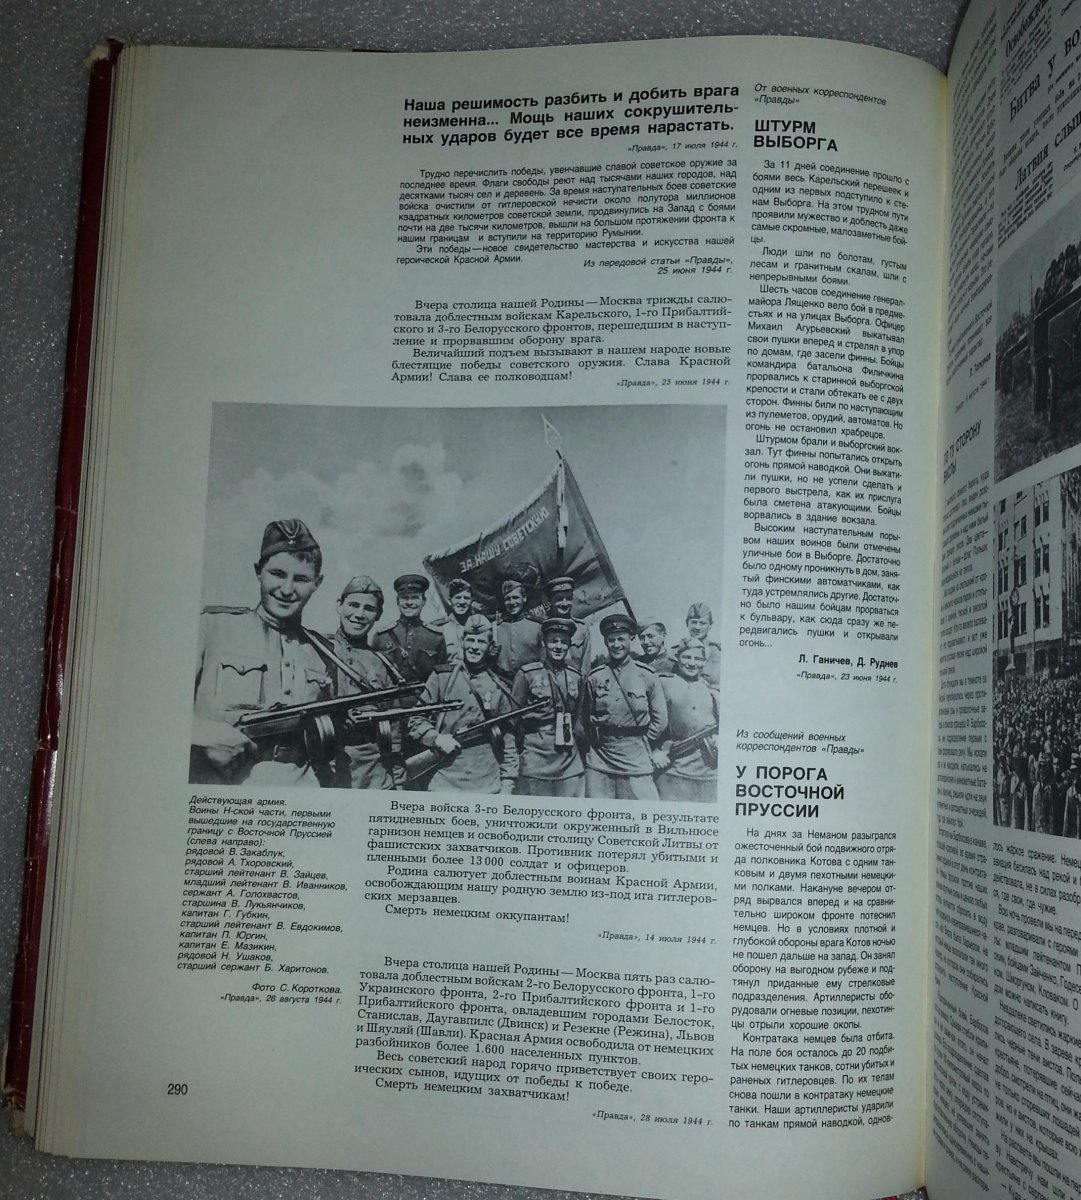 Наша решимость разбить и добить врага
неизменна... Мощь наших сокрушитель-
ных ударов будет все время нарастать.
«Правда», 17 июля 1944 г.
Трудно перечислить победы, увенчавшие славой советское оружие за
последнее время. Флаги свободы реют над тысячами наших городов, над
десятками тысяч сел и деревень. За время наступательных боев советские
войска очистили от гитлеровской нечисти около полутора миллионов
квадратных километров советской земли, продвинулись на Запад с боями
почти на две тысячи километров, вышли на большом протяжении фронта к
нашим границам и вступили на территорию Румынии.
Эти победы — новое свидетельство мастерства и искусства нашей
героической Красной Армии.
Из передовой статьи «Правды»,
25 июня 1944 г.
Вчера столица нашей Родины — Москва трижды салю-
товала доблестным войскам Карельского, 1-го Прибалтий-
ского и 3-го Белорусского фронтов, перешедшим в наступ-
ление и прорвавшим оборону врага.
Величайший подъем вызывают в нашем народе новые
блестящие победы советского оружия. Слава Красной
Армии! Слава ее полководцам!
«Правда», 25 июня 1944 г.
ЗА НАШУ СОВЕТСКУЮ
Действующая армия.
Воины Н-ской части, первыми
вышедшие на государственную
границу с Восточной Пруссией
(слева направо):
рядовой В. Закаблук,
рядовой А. Тхоровский,
старший лейтенант В. Зайцев,
младший лейтенант В. Иванников,
сержант А. Голохвастов,
старшина В. Лукьянчиков,
капитан Г. Губкин,
старший лейтенант В. Евдокимов,
капитан П. Юргин,
капитан Е. Мазикин,
рядовой Н. Ушаков,
старший сержант Б. Харитонов.
Фото С. Короткова.
«Правда», 26 августа 1944 г.
Вчера войска 3-го Белорусского фронта, в результате
пятидневных боев, уничтожили окруженный в Вильнюсе
гарнизон немцев и освободили столицу Советской Литвы от
фашистских захватчиков. Противник потерял убитыми и
пленными более 13 000 солдат и офицеров.
Родина салютует доблестным воинам Красной Армии,
освобождающим нашу родную землю из-под ига гитлеров-
ских мерзавцев.
Смерть немецким оккупантам!
«Правда», 14 июля 1944 г.
Вчера столица нашей Родины — Москва пять раз салю-
товала доблестным войскам 2-го Белорусского фронта, 1-го
Украинского фронта, 2-го Прибалтийского фронта и 1-го
Прибалтийского фронта, овладевшим городами Белосток,
Станислав, Даугавпилс (Двинск) и Резекне (Режица), Львов
и Шяуляй (Шавли). Красная Армия освободила от немецких
разбойников более 1.600 населенных пунктов.
Весь советский народ горячо приветствует своих геро-
ических сынов, идущих от победы к победе.
Смерть немецким захватчикам!
«Правда», 28 июля 1944 г.
290
От военных корреспондентов
«Правды»
ШТУРМ
ВЫБОРГА
За 11 дней соединение прошло с
боями весь Карельский перешеек и
одним из первых подступило к сте-
нам Выборга. На этом трудном пути
проявили мужество и доблесть даже
самые скромные, малозаметные бой-
цы.
Люди шли по болотам, густым
лесам и гранитным скалам, шли с
непрерывными боями.
Шесть часов соединение генерал-
майора Лященко вело бой в предме-
стьях и на улицах Выборга. Офицер
Михаил Агурьевский выкатывал
свои пушки вперед и стрелял в упор
по домам, где засели финны. Бойцы
командира батальона Филичкина
прорвались к старинной выборгской
крепости и стали обтекать ее с двух
сторон. Финны били по наступающим
из пулеметов, орудий, автоматов. Но
огонь не остановил храбрецов.
Штурмом брали и выборгский вок-
зал. Тут финны попытались открыть
огонь прямой наводкой. Они выкати-
ли пушки, но не успели сделать и
первого выстрела, как их прислуга
была сметена атакующими. Бойцы
ворвались в здание вокзала.
Высоким наступательным поры-
вом наших воинов были отмечены
уличные бои в Выборге. Достаточно
было одному проникнуть в дом, заня-
тый финскими автоматчиками, как
туда устремлялись другие. Достаточ-
но было нашим бойцам прорваться
к бульвару, как сюда сразу же пе-
редвигались пушки и открывали
огонь...
Л. Ганичев, Д. Руднев
«Правда», 23 июня 1944 г.
Из сообщений военных
корреспондентов «Правды»
У ПОРОГА
ВОСТОЧНОЙ
ПРУССИИ
На днях за Неманом разыгрался
ожесточенный бой подвижного отря-
да полковника Котова с одним тан-
ковым и двумя пехотными немецки-
ми полками. Накануне вечером от-
ряд вырвался вперед и на сравни-
тельно широком фронте потеснил
немцев. Но в условиях плотной и
глубокой обороны врага Котов ночью
не пошел дальше на запад. Он занял
оборону на выгодном рубеже и под-
тянул приданные ему стрелковые
подразделения. Артиллеристы обо-
рудовали огневые позиции, пехотин-
цы отрыли хорошие окопы.
Контратака немцев была отбита.
На поле боя осталось до 20 подби-
тых немецких танков, сотни убитых и
раненых гитлеровцев. По их телам
снова пошли в контратаку немецкие
танки. Наши артиллеристы ударили
по танкам прямой наводкой, однов-
Битва у во
Латвия слыш